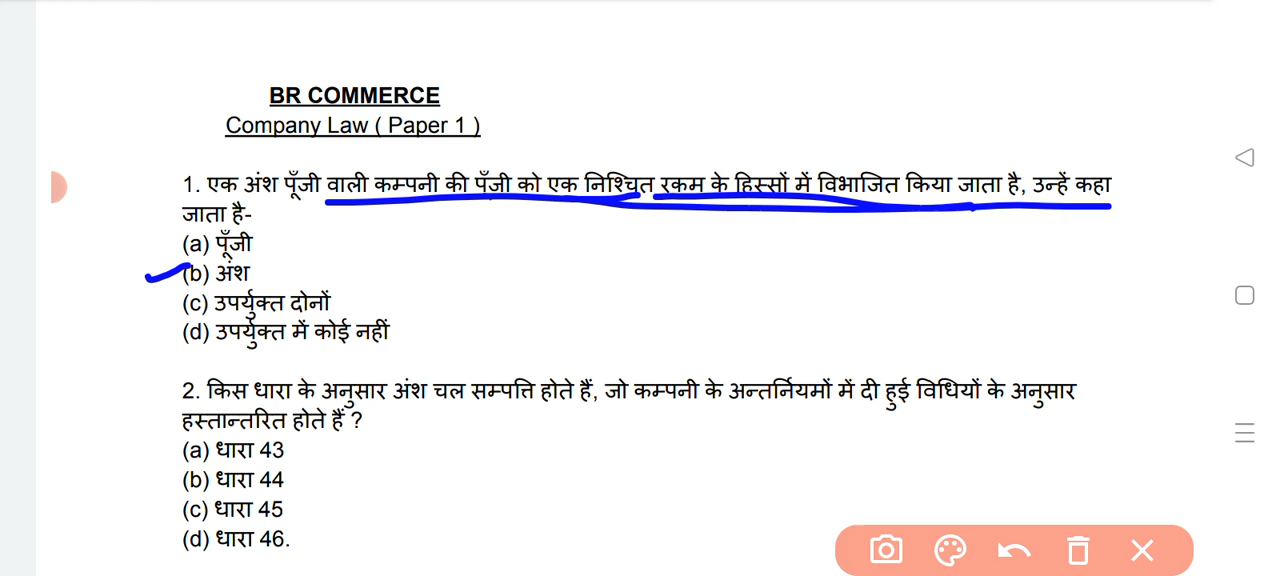 BR COMMERCE
Company Law ( Paper 1 )
1. एक अंश पूँजी वाली कम्पनी की पूँजी को एक निश्चित रकम के हिस्सों में विभाजित किया जाता है, उन्हें कहा
जाता है-
(a) पूँजी
(b) अंश
(c) उपर्युक्त दोनों
(d) उपर्युक्त में कोई नहीं
2. किस धारा के अनुसार अंश चल सम्पत्ति होते हैं, जो कम्पनी के अन्तर्नियमों में दी हुई विधियों के अनुसार
हस्तान्तरित होते हैं ?
(a) धारा 43
(b) धारा 44
(c) धारा 45
(d) धारा 46.